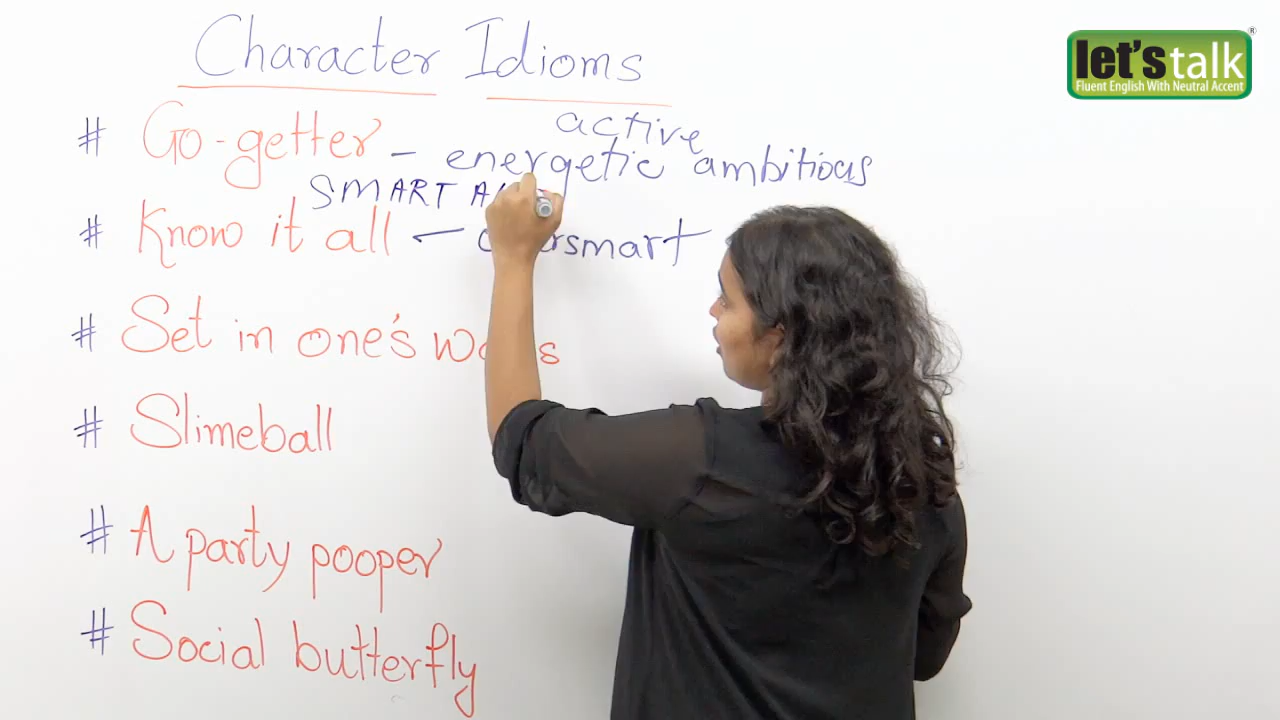 Character Idioms
let's talk®
Fluent English With Neutral Accent
active
# Go-getter – energetic ambitious
SMART
# Know it all –
# Set in one's
# Slimeball
# A party pooper
# Social butterfly